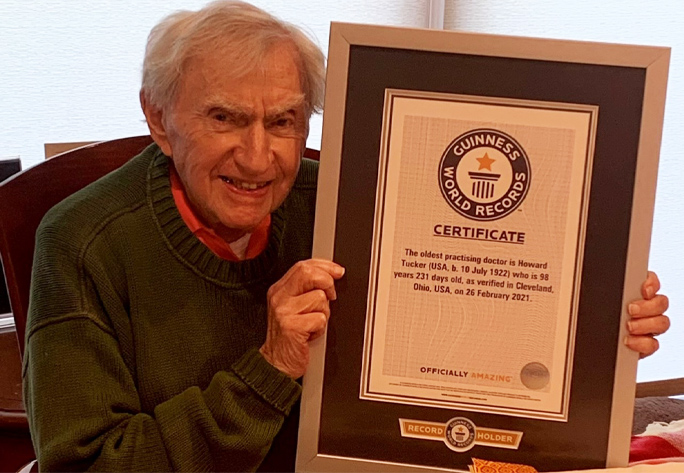 GUINNESS
WORLD RECORDS
CERTIFICATE
The oldest practising doctor is Howard
Tucker (USA, b. 10 July 1922) who is 98
years 231 days old, as verified in Cleveland,
Ohio, USA, on 26 February 2021.
OFFICIALLY AMAZING
RECORD HOLDER